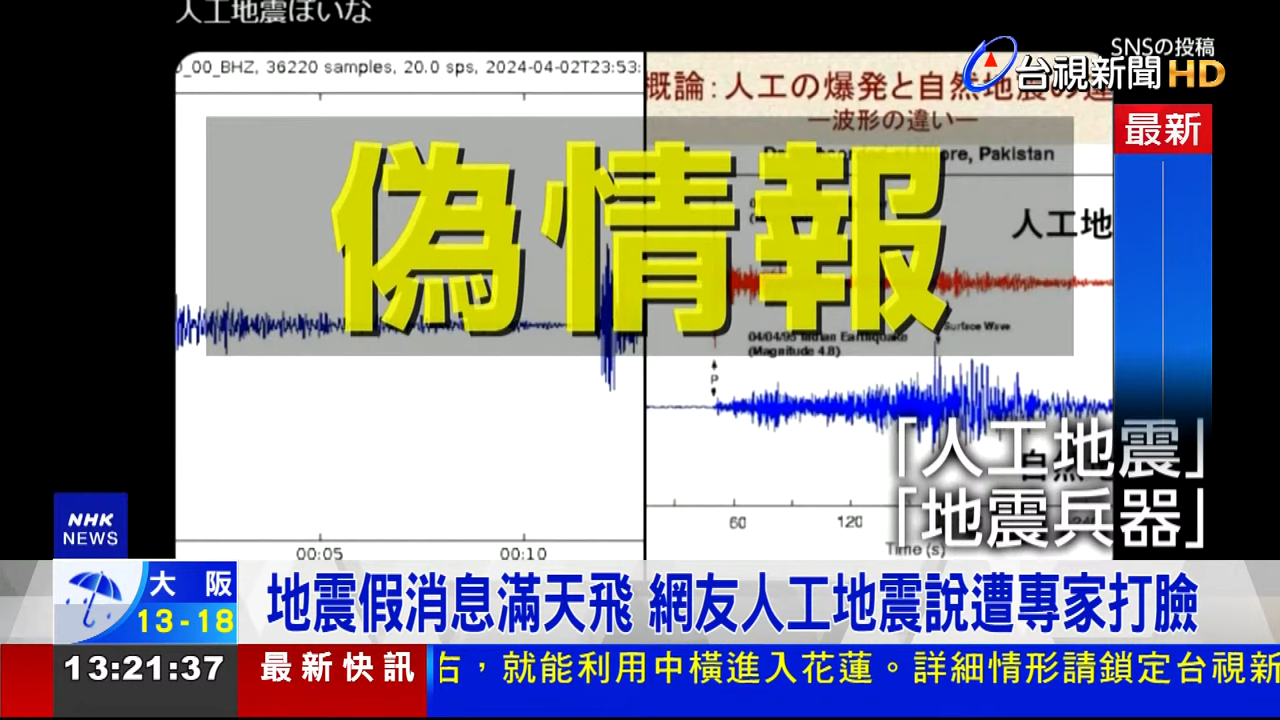 人工地震ぽいな
_00_BHZ, 36220 samples, 20.0 sps, 2024-04-02T23:53:
SNSの投稿
台視新聞HD
最新
概論:人工の爆発と自然地震の違
—波形の違い—
Nilore, Pakistan
偽情報
人工地
Surface Wave
04/04/95 Indian Earthquake
(Magnitude 4.8)
P
「人工地震」
「地震兵器」
60 120 240
Time (s)
00:05 00:10
NHK
NEWS
大阪
13-18
地震假消息滿天飛 網友人工地震說遭專家打臉
13:21:37
最新快訊
右,就能利用中橫進入花蓮。詳細情形請鎖定台視新